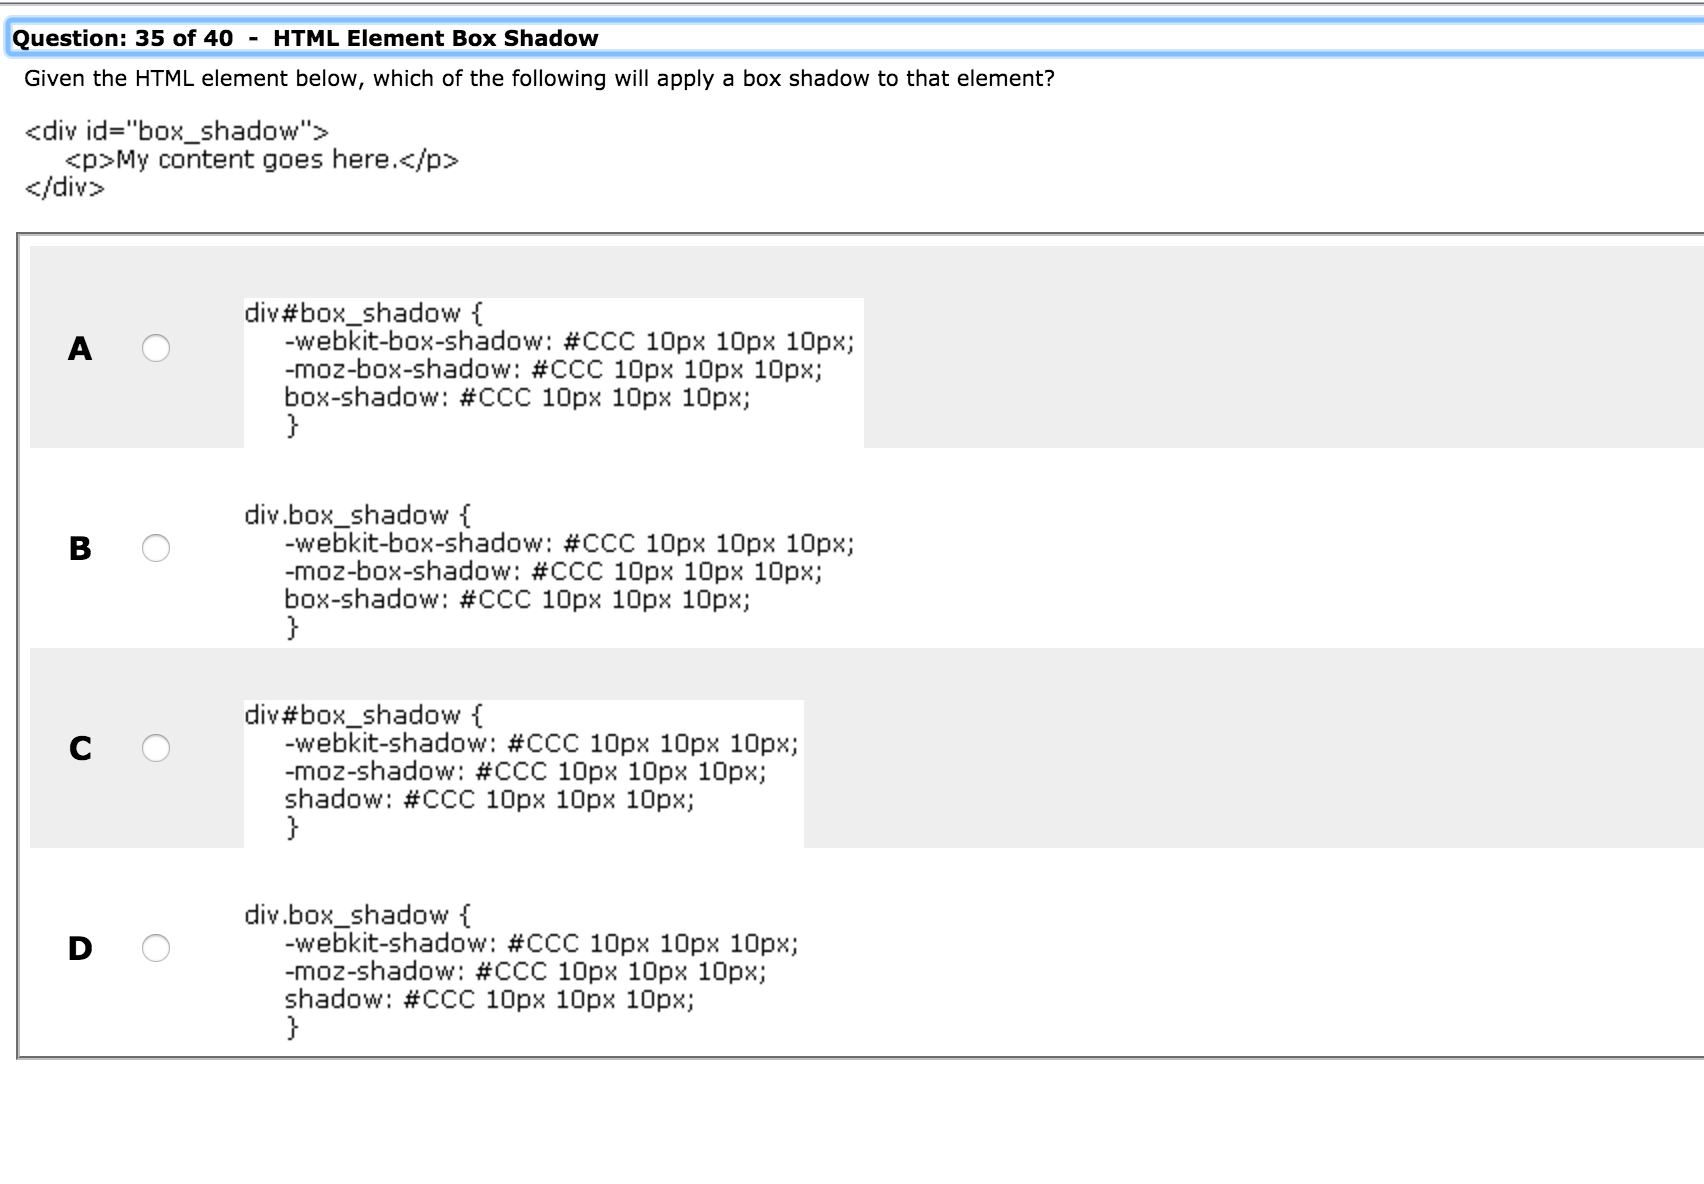 Question: 35 of 40 - HTML Element Box Shadow
Given the HTML element below, which of the following will apply a box shadow to that element?
<div id="box_shadow">
<p>My content goes here.</p>
</div>
A
div#box_shadow {
-webkit-box-shadow: #CCC 10px 10px 10px;
-moz-box-shadow: #CCC 10px 10px 10px;
box-shadow: #CCC 10px 10px 10px;
}
B
div.box_shadow {
-webkit-box-shadow: #CCC 10px 10px 10px;
-moz-box-shadow: #CCC 10px 10px 10px;
box-shadow: #CCC 10px 10px 10px;
}
C
div#box_shadow {
-webkit-shadow: #CCC 10px 10px 10px;
-moz-shadow: #CCC 10px 10px 10px;
shadow: #CCC 10px 10px 10px;
}
D
div.box_shadow {
-webkit-shadow: #CCC 10px 10px 10px;
-moz-shadow: #CCC 10px 10px 10px;
shadow: #CCC 10px 10px 10px;
}